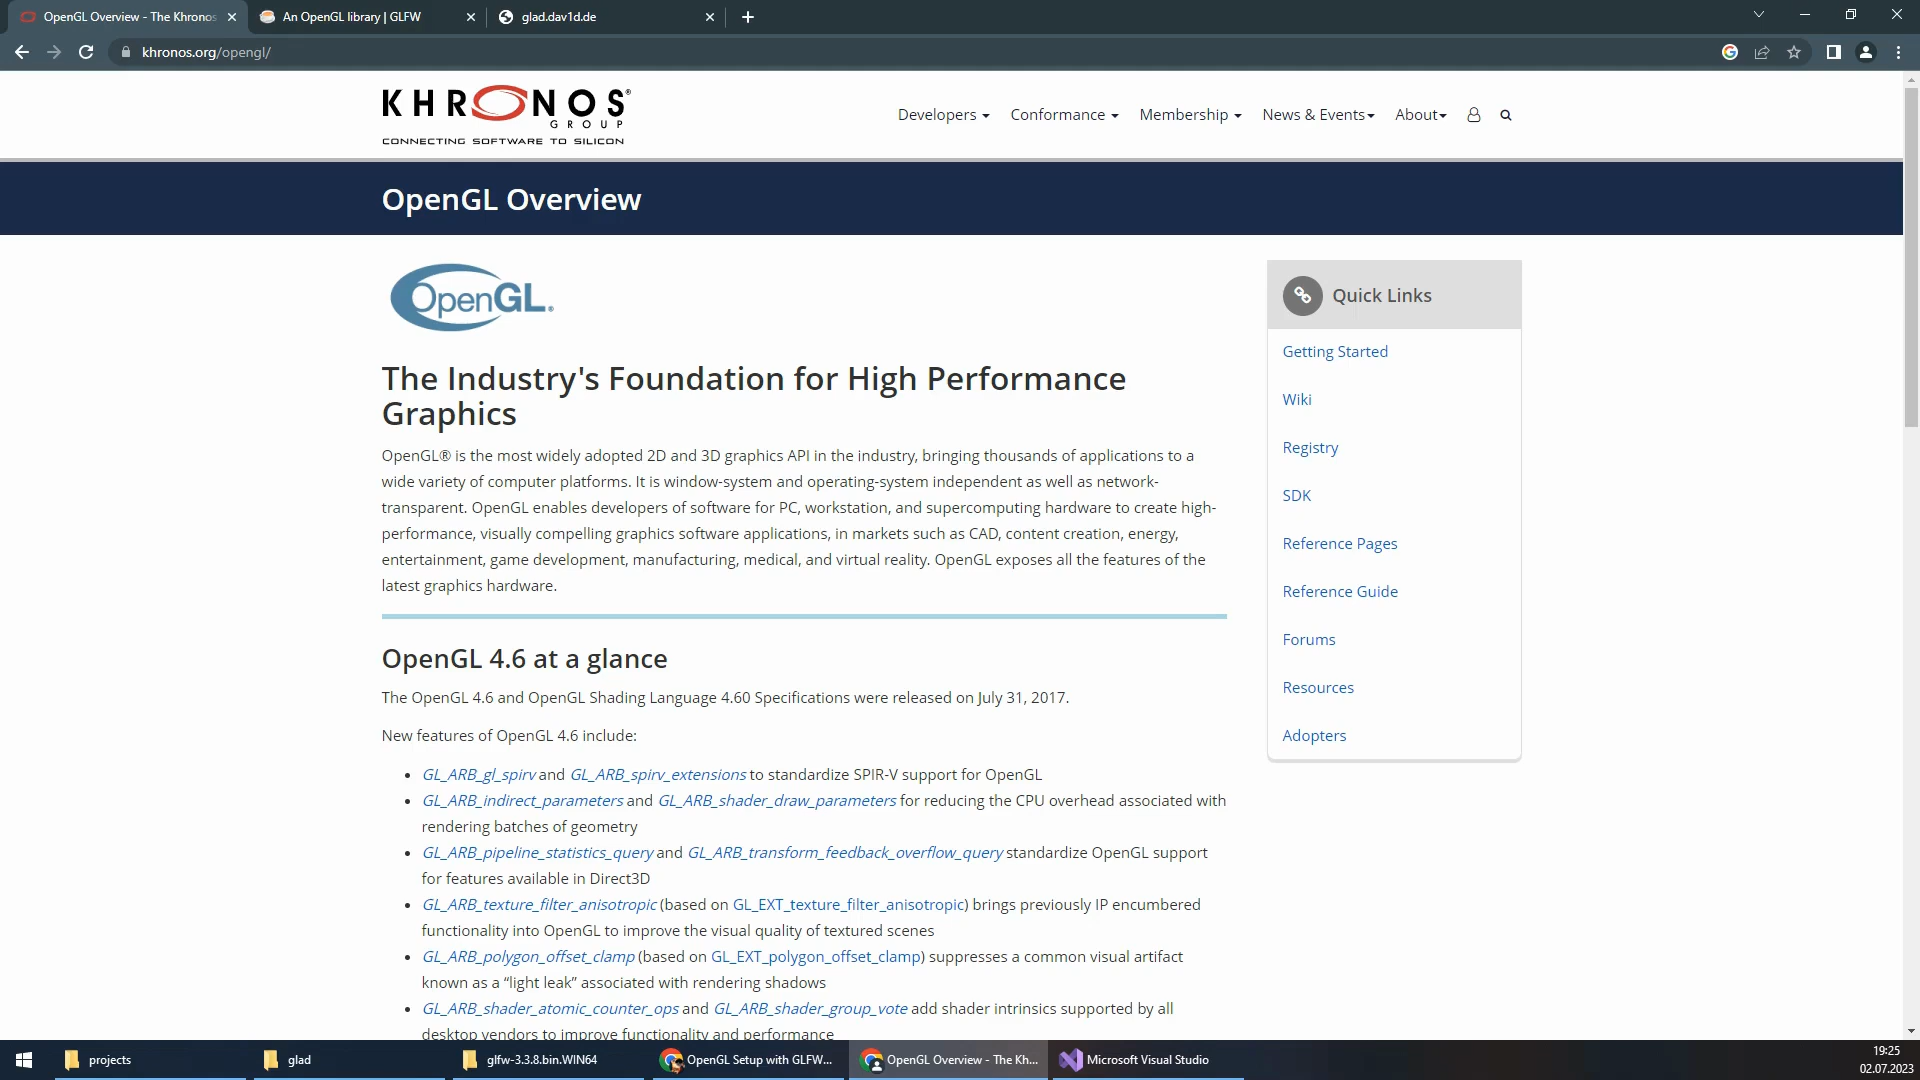 OpenGL Overview - The Khronos
An OpenGL library | GLFW
glad.dav1d.de
khronos.org/opengl/
KHRONOS®
GROUP
CONNECTING SOFTWARE TO SILICON
Developers
Conformance
Membership
News & Events
About
OpenGL Overview
OpenGL.
The Industry's Foundation for High Performance
Graphics
OpenGL® is the most widely adopted 2D and 3D graphics API in the industry, bringing thousands of applications to a
wide variety of computer platforms. It is window-system and operating-system independent as well as network-
transparent. OpenGL enables developers of software for PC, workstation, and supercomputing hardware to create high-
performance, visually compelling graphics software applications, in markets such as CAD, content creation, energy,
entertainment, game development, manufacturing, medical, and virtual reality. OpenGL exposes all the features of the
latest graphics hardware.
OpenGL 4.6 at a glance
The OpenGL 4.6 and OpenGL Shading Language 4.60 Specifications were released on July 31, 2017.
New features of OpenGL 4.6 include:
• GL_ARB_gl_spirv and GL_ARB_spirv_extensions to standardize SPIR-V support for OpenGL
• GL_ARB_indirect_parameters and GL_ARB_shader_draw_parameters for reducing the CPU overhead associated with
rendering batches of geometry
• GL_ARB_pipeline_statistics_query and GL_ARB_transform_feedback_overflow_query standardize OpenGL support
for features available in Direct3D
• GL_ARB_texture_filter_anisotropic (based on GL_EXT_texture_filter_anisotropic) brings previously IP encumbered
functionality into OpenGL to improve the visual quality of textured scenes
• GL_ARB_polygon_offset_clamp (based on GL_EXT_polygon_offset_clamp) suppresses a common visual artifact
known as a “light leak” associated with rendering shadows
• GL_ARB_shader_atomic_counter_ops and GL_ARB_shader_group_vote add shader intrinsics supported by all
desktop vendors to improve functionality and performance
Quick Links
Getting Started
Wiki
Registry
SDK
Reference Pages
Reference Guide
Forums
Resources
Adopters
projects
glad
glfw-3.3.8.bin.WIN64
OpenGL Setup with GLFW...
OpenGL Overview - The Kh...
Microsoft Visual Studio
19:25
02.07.2023